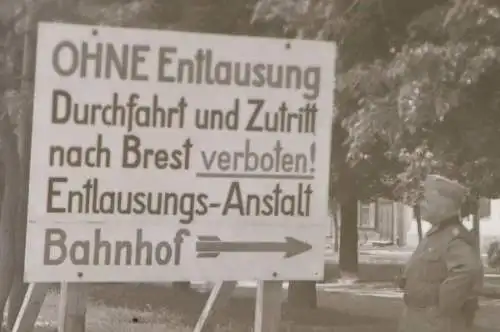 OHNE Entlausung
Durchfahrt und Zutritt
nach Brest verboten!
Entlausungs-Anstalt
Bahnhof